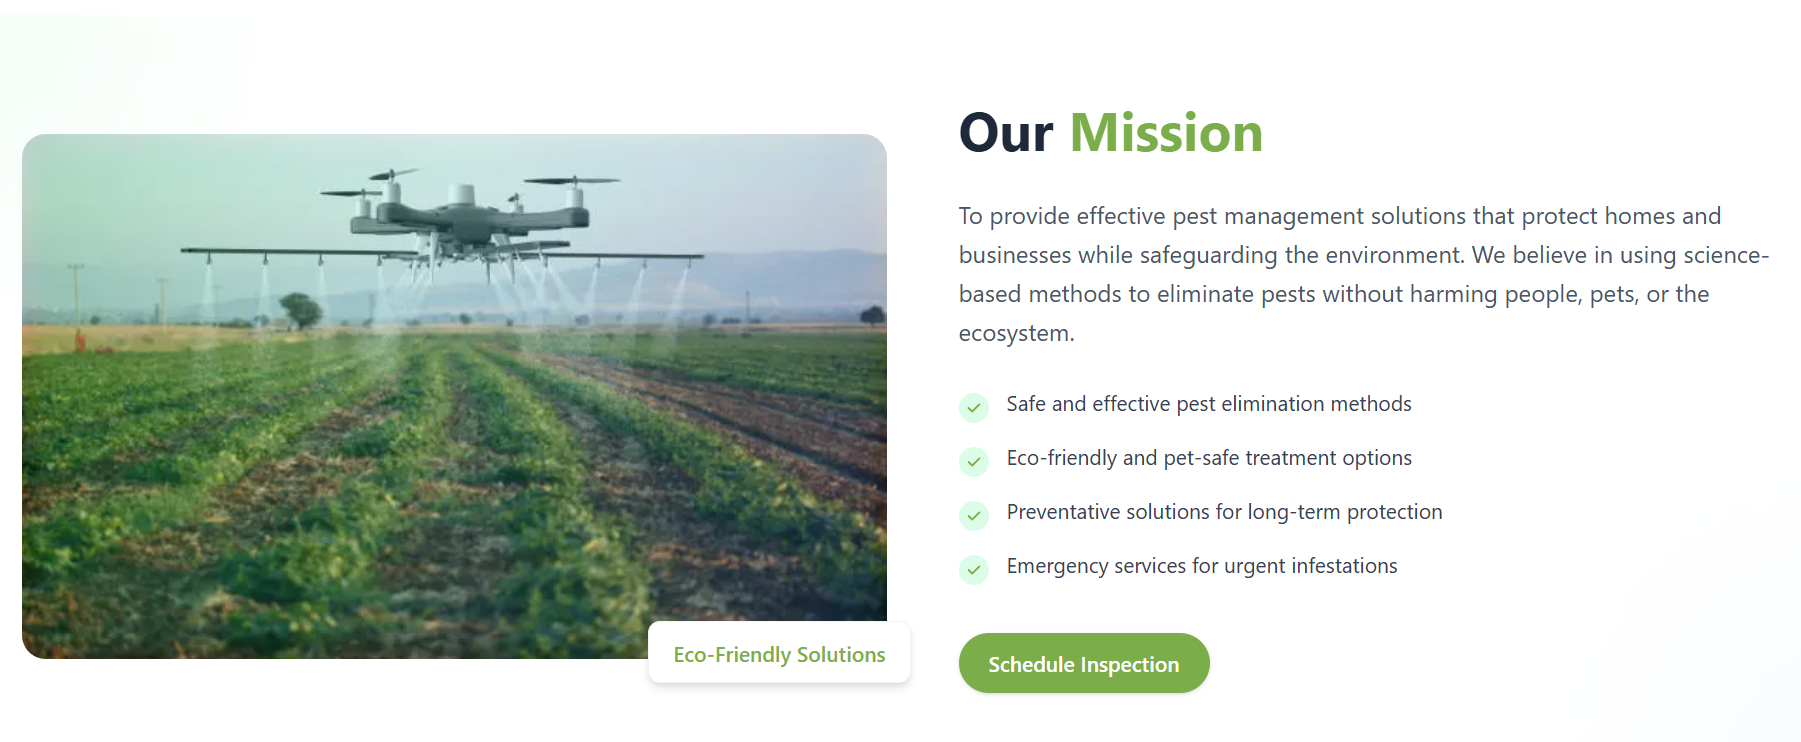 Our Mission
To provide effective pest management solutions that protect homes and
businesses while safeguarding the environment. We believe in using science-
based methods to eliminate pests without harming people, pets, or the
ecosystem.
Safe and effective pest elimination methods
Eco-friendly and pet-safe treatment options
Preventative solutions for long-term protection
Emergency services for urgent infestations
Eco-Friendly Solutions
Schedule Inspection